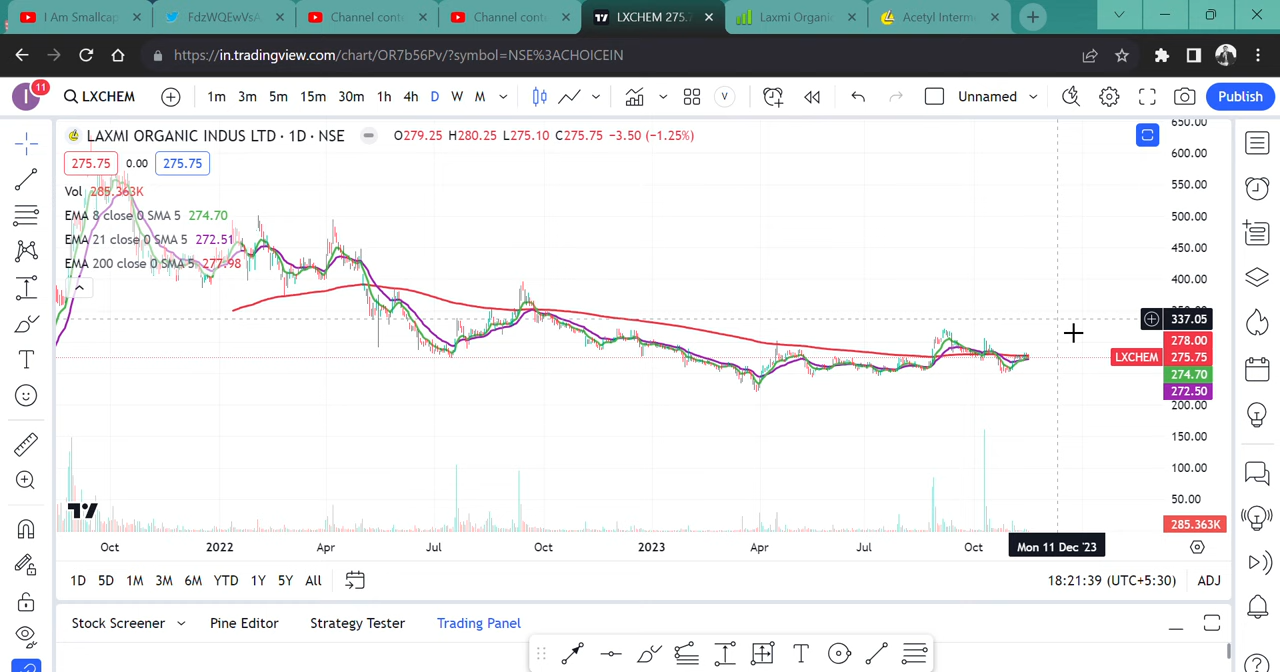 I Am Smallcap
FdzWQEwVsA
Channel cont
Channel cont
LXCHEM 275.7
Laxmi Organi
Acetyl Interm
https://in.tradingview.com/chart/OR7b56Pv/?symbol=NSE%3ACHOICEIN
I 11 LXCHEM 1m 3m 5m 15m 30m 1h 4h D W M V Unnamed Publish
LAXMI ORGANIC INDUS LTD · 1D · NSE O279.25 H280.25 L275.10 C275.75 −3.50 (−1.25%)
275.75 0.00 275.75
Vol 285.363K
EMA 8 close 0 SMA 5 274.70
EMA 21 close 0 SMA 5 272.51
EMA 200 close 0 SMA 5 277.98
650.00
600.00
550.00
500.00
450.00
400.00
337.05
278.00
LXCHEM 275.75
274.70
272.50
200.00
150.00
100.00
50.00
285.363K
Oct 2022 Apr Jul Oct 2023 Apr Jul Oct Mon 11 Dec '23
1D 5D 1M 3M 6M YTD 1Y 5Y All 18:21:39 (UTC+5:30) ADJ
Stock Screener Pine Editor Strategy Tester Trading Panel